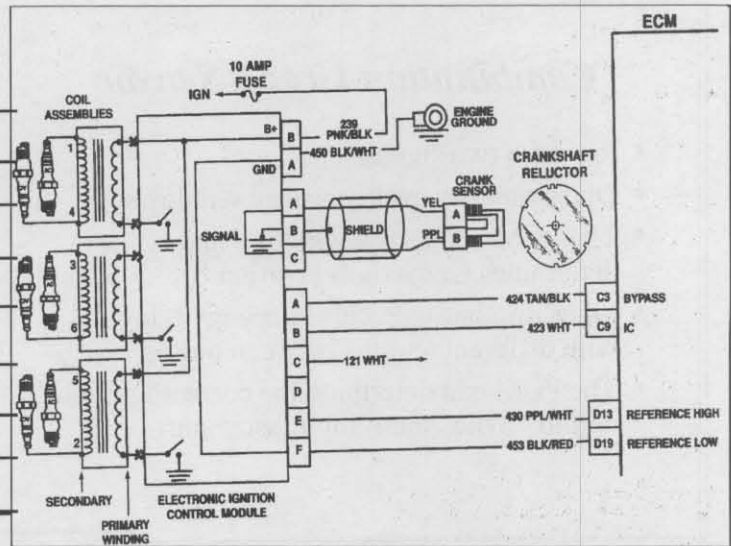 ECM
10 AMP
FUSE
IGN
COIL
ASSEMBLIES
B+
B
239
PNK/BLK
450 BLK/WHT
ENGINE
GROUND
GND
A
1
4
CRANKSHAFT
RELUCTOR
CRANK
SENSOR
A
YEL
A
SIGNAL
B
SHIELD
C
PPL
B
3
6
A
424 TAN/BLK
C3
BYPASS
B
423 WHT
C9
IC
C
121 WHT
D
5
2
E
430 PPL/WHT
D13
REFERENCE HIGH
F
453 BLK/RED
D19
REFERENCE LOW
SECONDARY
ELECTRONIC IGNITION
CONTROL MODULE
PRIMARY
WINDING